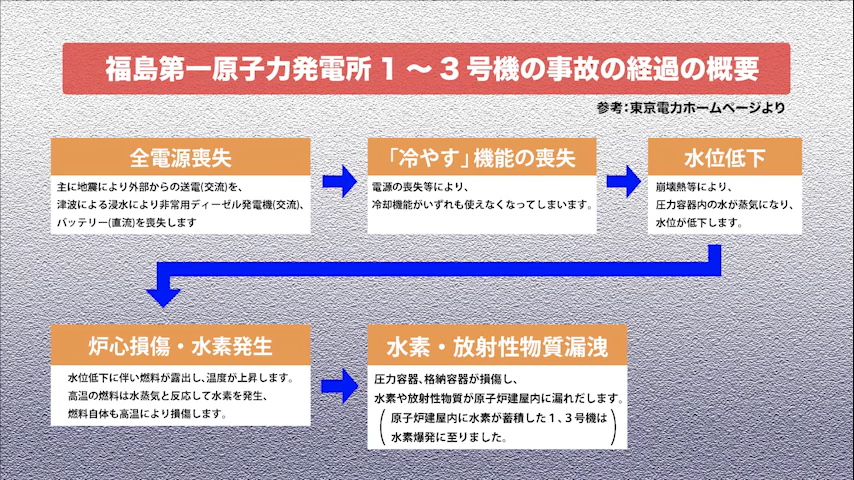 福島第一原子力発電所1～3号機の事故の経過の概要
参考：東京電力ホームページより
全電源喪失
主に地震により外部からの送電(交流)を、
津波による浸水により非常用ディーゼル発電機(交流)、
バッテリー(直流)を喪失します
「冷やす」機能の喪失
電源の喪失等により、
冷却機能がいずれも使えなくなってしまいます。
水位低下
崩壊熱等により、
圧力容器内の水が蒸気になり、
水位が低下します。
炉心損傷・水素発生
水位低下に伴い燃料が露出し、温度が上昇します。
高温の燃料は水蒸気と反応して水素を発生、
燃料自体も高温により損傷します。
水素・放射性物質漏洩
圧力容器、格納容器が損傷し、
水素や放射性物質が原子炉建屋内に漏れだします。
(原子炉建屋内に水素が蓄積した1、3号機は
水素爆発に至りました。)